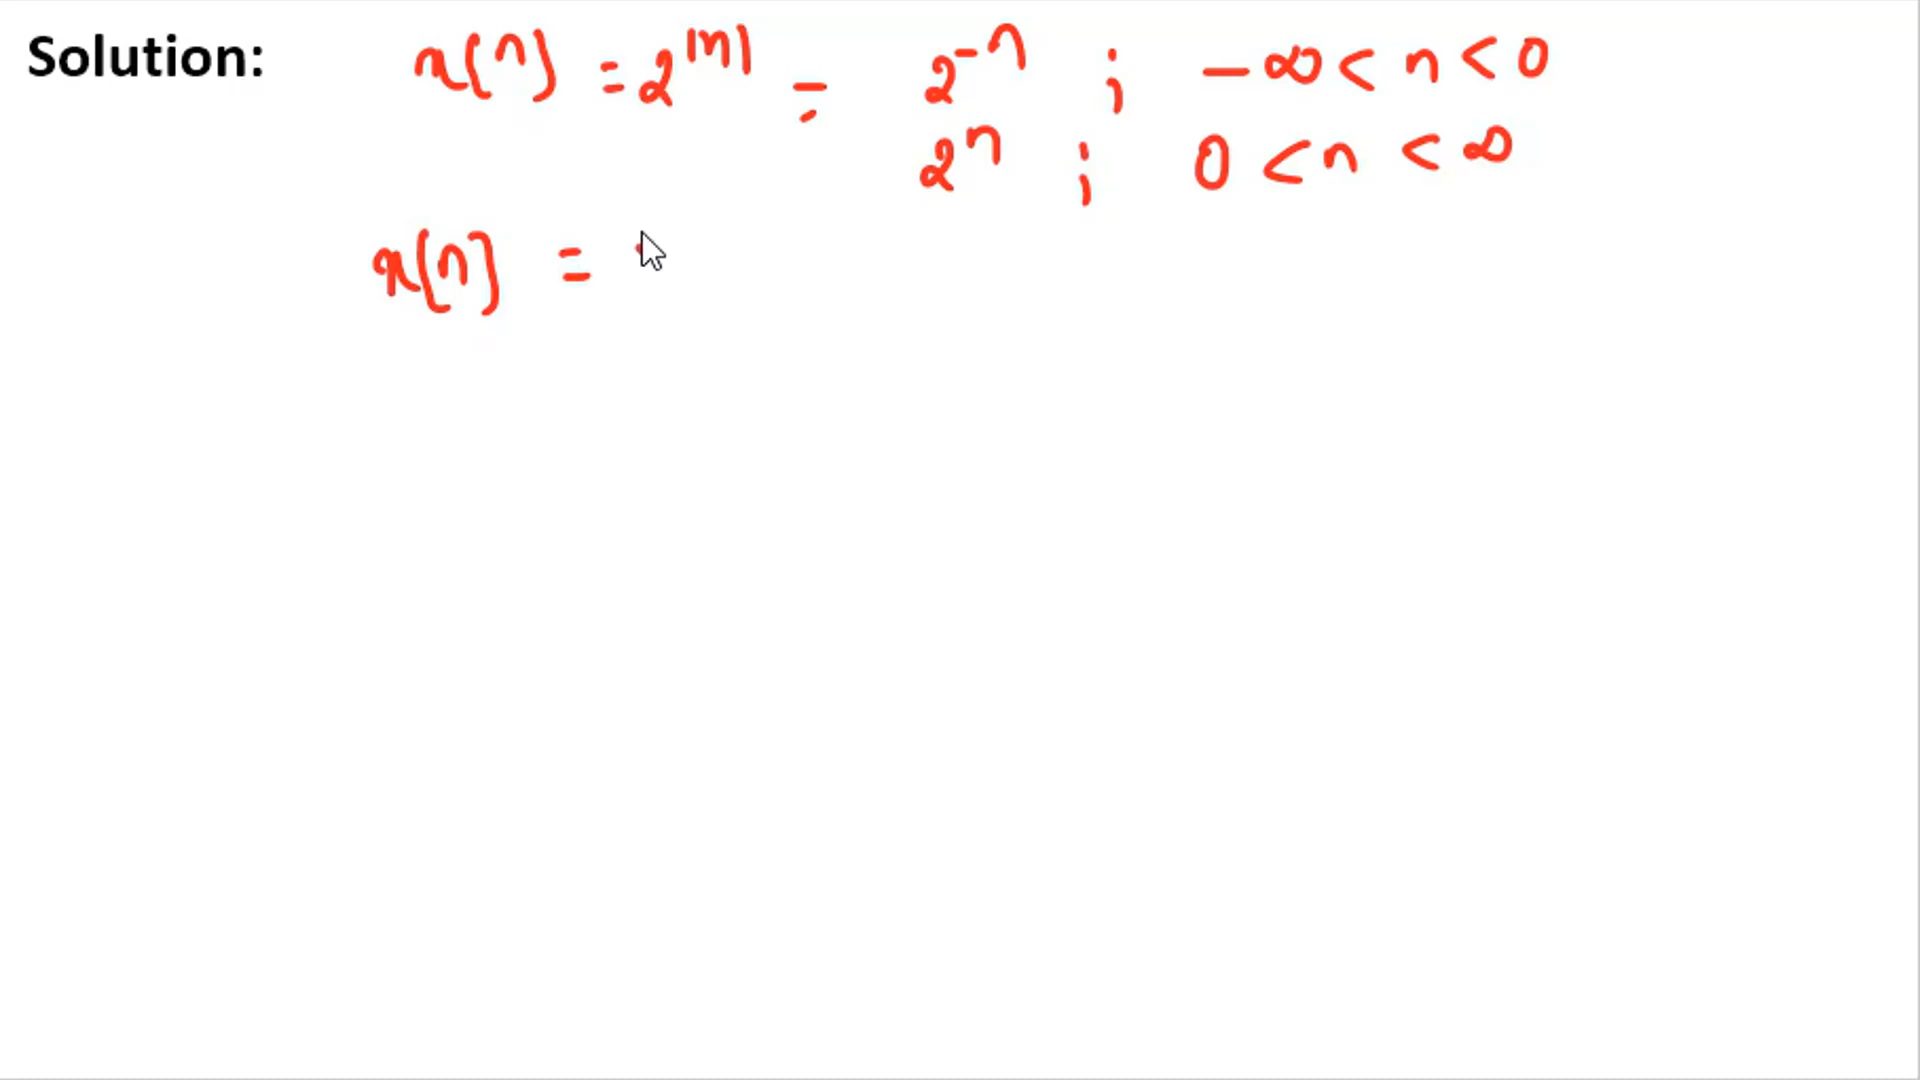 Solution: x[n] = 2^|n| = 2^-n ; -∞ < n < 0
2^n ; 0 < n < ∞
x[n] =